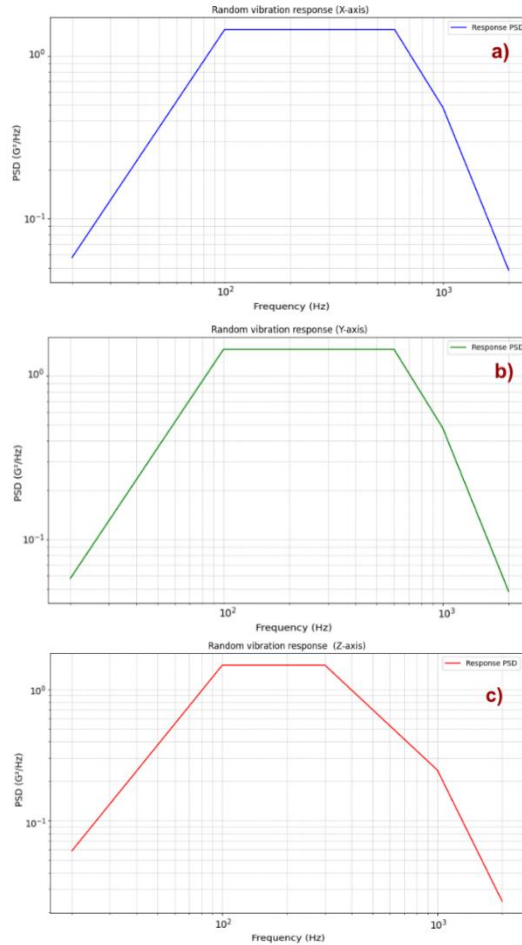 Random vibration response (X-axis)
Response PSD
a)
10⁰
10⁻¹
PSD (G²/Hz)
10²
10³
Frequency (Hz)
Random vibration response (Y-axis)
Response PSD
b)
10⁰
10⁻¹
PSD (G²/Hz)
10²
10³
Frequency (Hz)
Random vibration response (Z-axis)
Response PSD
c)
10⁰
10⁻¹
PSD (G²/Hz)
10²
10³
Frequency (Hz)